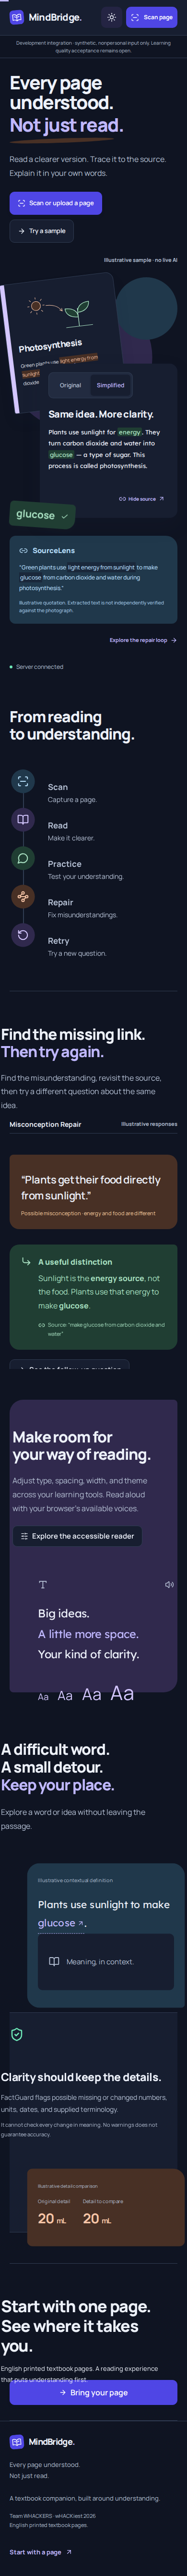 MindBridge.
Scan page
Development integration · synthetic, nonpersonal input only. Learning
quality acceptance remains open.
Every page
understood.
Not just read.
Read a clearer version. Trace it to the source.
Explain it in your own words.
Scan or upload a page
Try a sample
Illustrative sample · no live AI
Photosynthesis
Green plants use light energy from
sunlight
dioxide
Original
Simplified
Same idea. More clarity.
Plants use sunlight for energy. They
turn carbon dioxide and water into
glucose — a type of sugar. This
process is called photosynthesis.
Hide source
glucose
SourceLens
“Green plants use light energy from sunlight to make
glucose from carbon dioxide and water during
photosynthesis.”
Illustrative quotation. Extracted text is not independently verified
against the photograph.
Explore the repair loop
Server connected
From reading
to understanding.
Scan
Capture a page.
Read
Make it clearer.
Practice
Test your understanding.
Repair
Fix misunderstandings.
Retry
Try a new question.
Find the missing link.
Then try again.
Find the misunderstanding, revisit the source,
then try a different question about the same
idea.
Misconception Repair
Illustrative responses
“Plants get their food directly
from sunlight.”
Possible misconception · energy and food are different
A useful distinction
Sunlight is the energy source, not
the food. Plants use that energy to
make glucose.
Source: “make glucose from carbon dioxide and
water”
See the follow-up question
Make room for
your way of reading.
Adjust type, spacing, width, and theme
across your learning tools. Read aloud
with your browser’s available voices.
Explore the accessible reader
Big ideas.
A little more space.
Your kind of clarity.
Aa Aa Aa Aa
A difficult word.
A small detour.
Keep your place.
Explore a word or idea without leaving the
passage.
Illustrative contextual definition
Plants use sunlight to make
glucose.
Meaning, in context.
Clarity should keep the details.
FactGuard flags possible missing or changed numbers,
units, dates, and supplied terminology.
It cannot check every change in meaning. No warning does not
guarantee accuracy.
Illustrative details comparison
Original detail
Detail to compare
20 mL
20 mL
Start with one page.
See where it takes
you.
English printed textbook pages. A reading experience
that puts understanding first.
Bring your page
MindBridge.
Every page understood.
Not just read.
A textbook companion, built around understanding.
Team WHACKERS · wHACKiest 2026
English printed textbook pages.
Start with a page